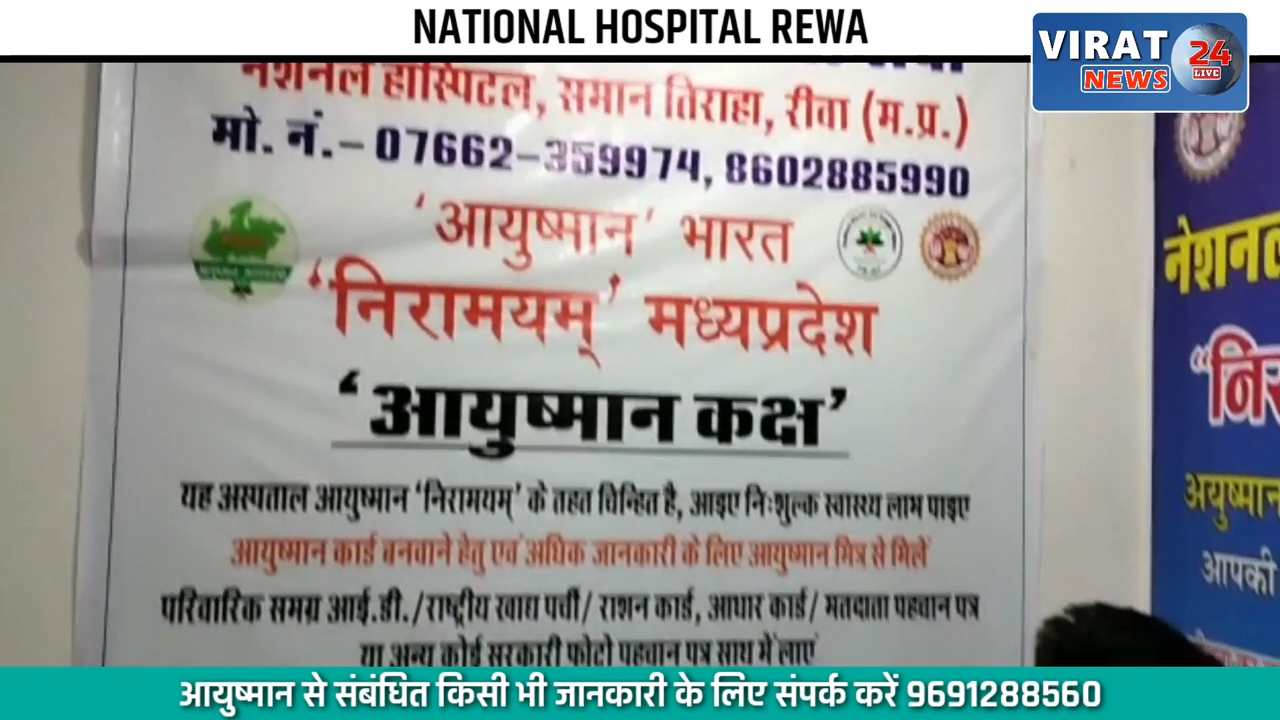 NATIONAL HOSPITAL REWA
VIRAT
24
NEWS
LIVE
नेशनल हास्पिटल, समान तिराहा, रीवा (म.प्र.)
मो. नं.– 07662-359974, 8602885990
‘आयुष्मान’ भारत
‘निरामयम्’ मध्यप्रदेश
‘आयुष्मान कक्ष’
यह अस्पताल आयुष्मान ‘निरामयम्’ के तहत चिन्हित है, आइए निःशुल्क स्वास्थ्य लाभ पाइए
आयुष्मान कार्ड बनवाने हेतु एवं अधिक जानकारी के लिए आयुष्मान मित्र से मिलें
परिवारिक समग्र आई.डी./राष्ट्रीय खाद्य पर्ची/ राशन कार्ड, आधार कार्ड/ मतदाता पहचान पत्र
या अन्य कोई सरकारी फोटो पहचान पत्र साथ में लाएं
नेशनल
अयुष्मान
आपकी
आयुष्मान से संबंधित किसी भी जानकारी के लिए संपर्क करें 9691288560